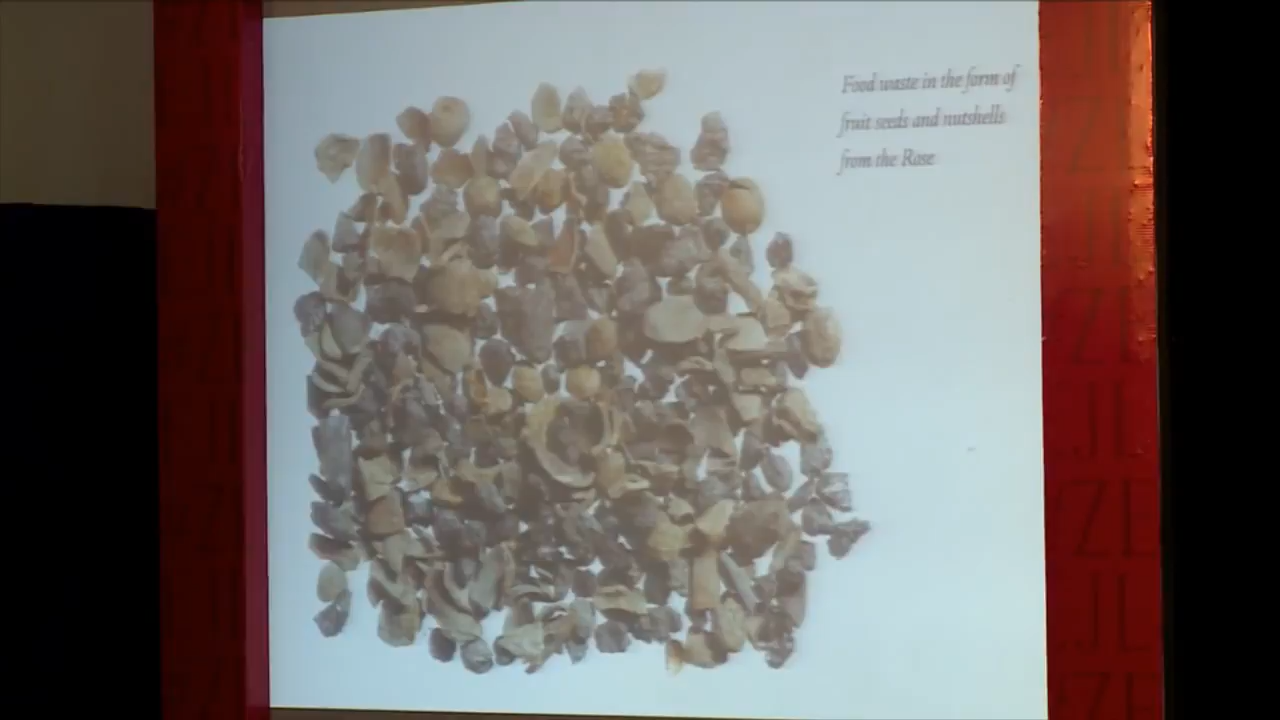 Food waste in the form of
fruit seeds and nutshells
from the Rose